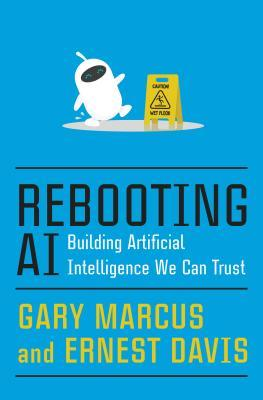 CAUTION!
WET FLOOR
REBOOTING
AI Building Artificial
Intelligence We Can Trust
GARY MARCUS
and ERNEST DAVIS